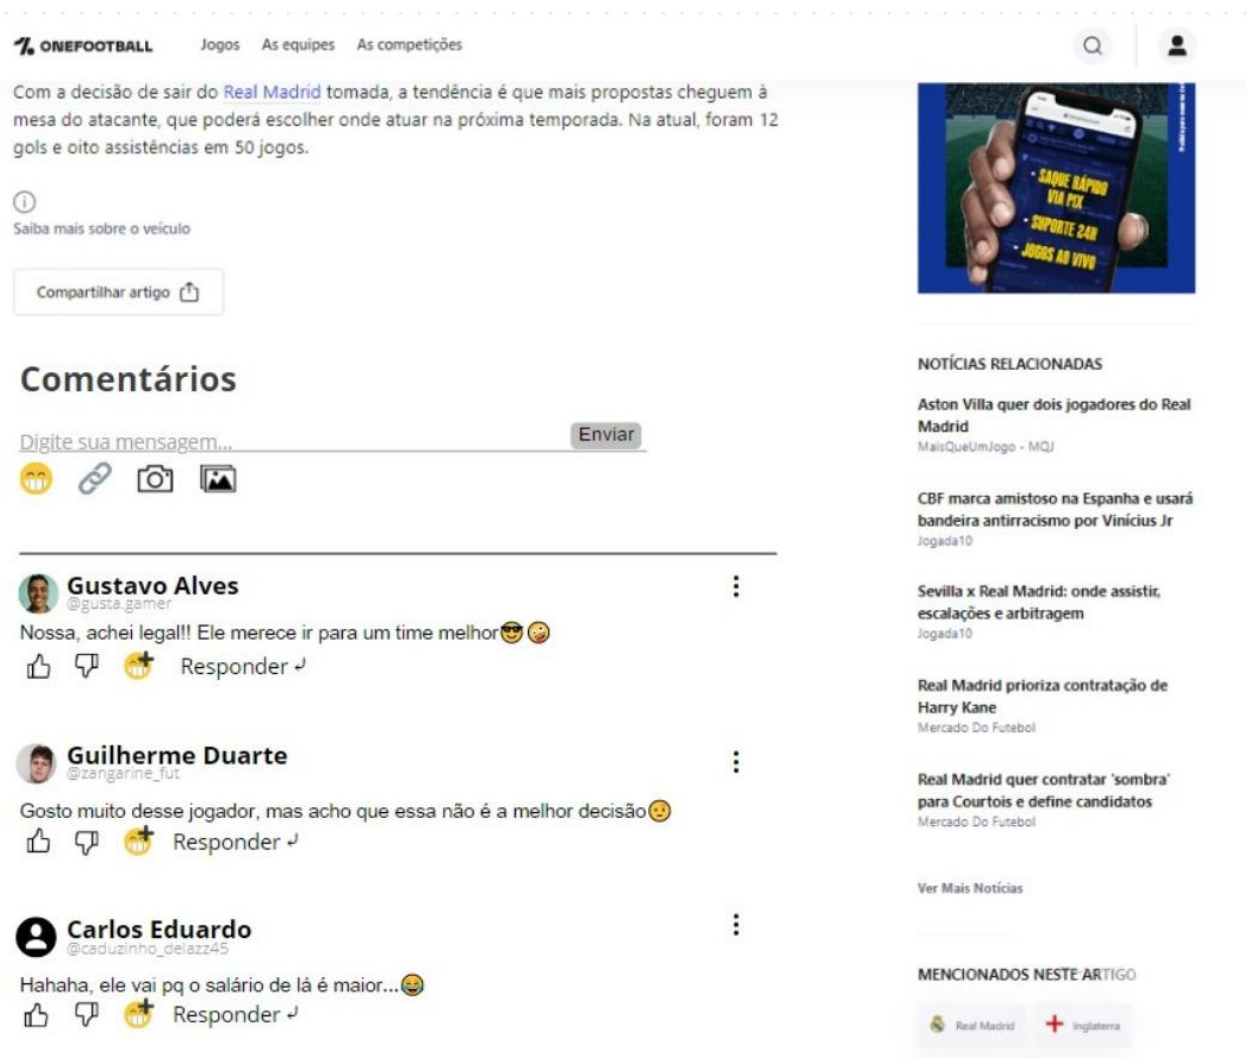 ONEFOOTBALL Jogos As equipes As competições
Com a decisão de sair do Real Madrid tomada, a tendência é que mais propostas cheguem à
mesa do atacante, que poderá escolher onde atuar na próxima temporada. Na atual, foram 12
gols e oito assistências em 50 jogos.
Saiba mais sobre o veículo
Compartilhar artigo
Comentários
Digite sua mensagem...
Enviar
Gustavo Alves
@gusta.gamer
Nossa, achei legal!! Ele merece ir para um time melhor😎🤪
Responder
Guilherme Duarte
@zangarine_fut
Gosto muito desse jogador, mas acho que essa não é a melhor decisão🤨
Responder
Carlos Eduardo
@caduzinho_delazz45
Hahaha, ele vai pq o salário de lá é maior...😂
Responder
SAQUE RÁPIDO
VIA PIX
SUPORTE 24H
JOGOS AO VIVO
NOTÍCIAS RELACIONADAS
Aston Villa quer dois jogadores do Real
Madrid
MaisQueUmJogo - MQJ
CBF marca amistoso na Espanha e usará
bandeira antirracismo por Vinícius Jr
Jogada10
Sevilla x Real Madrid: onde assistir,
escalações e arbitragem
Jogada10
Real Madrid prioriza contratação de
Harry Kane
Mercado Do Futebol
Real Madrid quer contratar 'sombra'
para Courtois e define candidatos
Mercado Do Futebol
Ver Mais Notícias
MENCIONADOS NESTE ARTIGO
Real Madrid Inglaterra